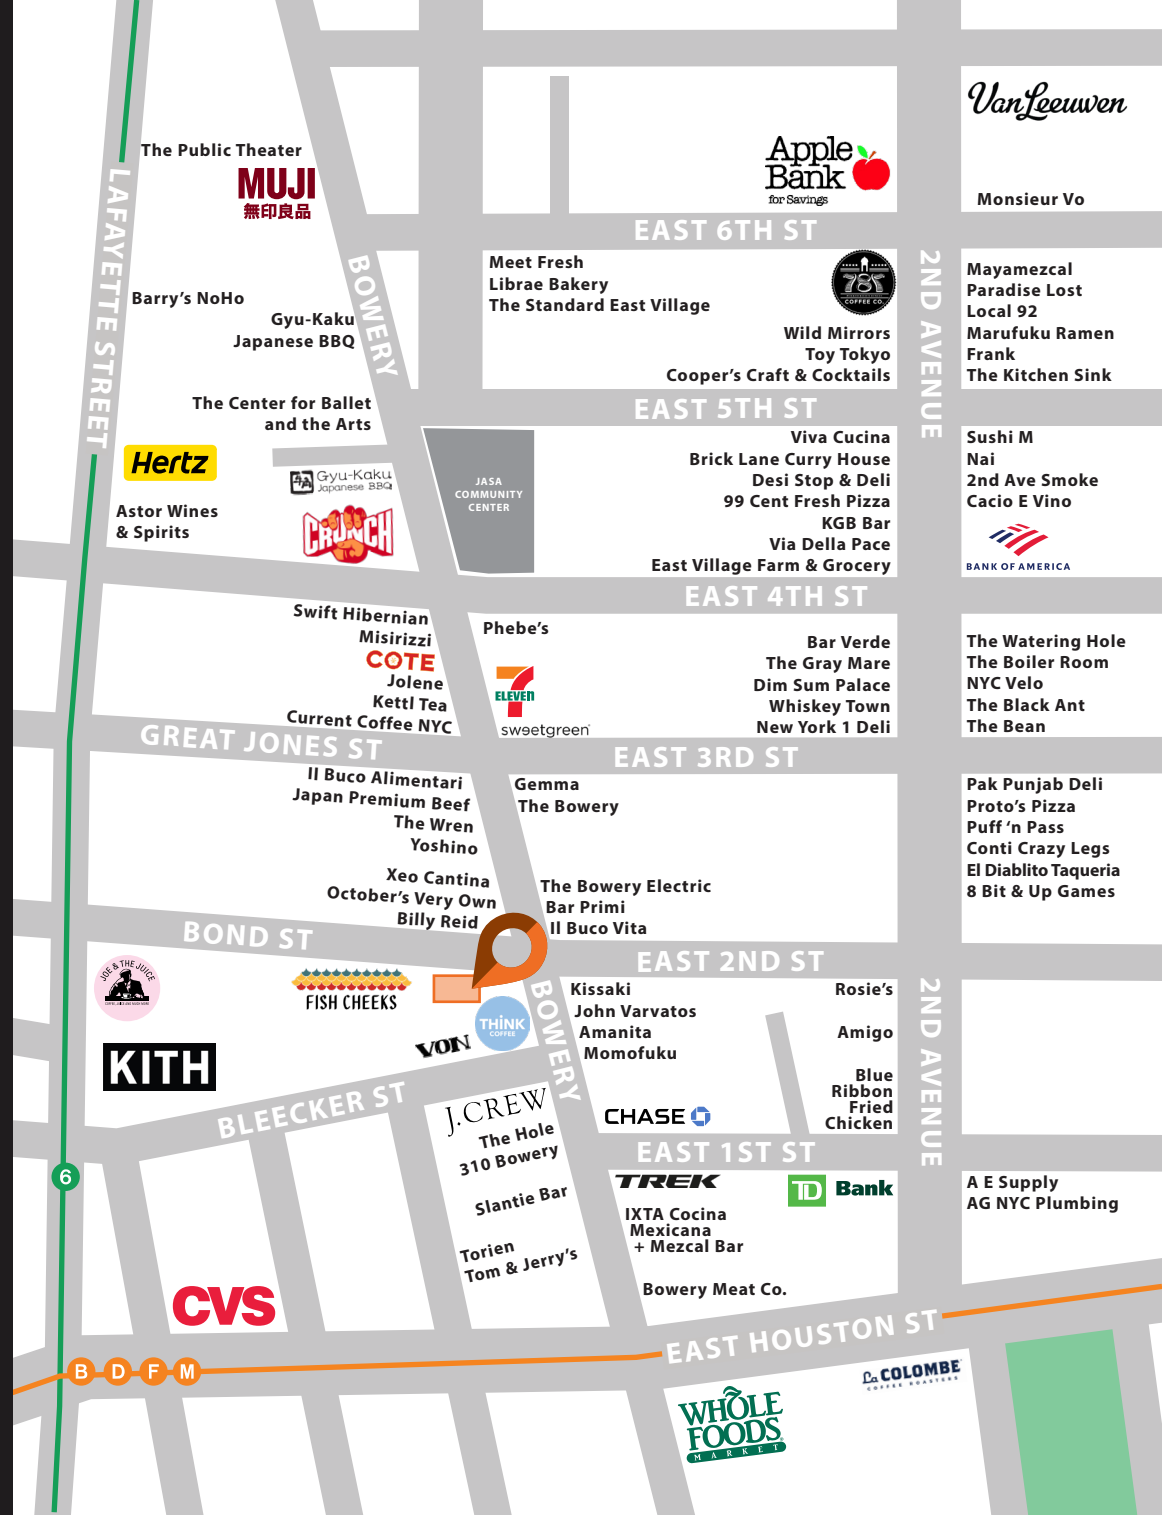 VanLeeuwen
Apple
Bank
for Savings
The Public Theater
MUJI
無印良品
Monsieur Vo
EAST 6TH ST
LAFAYETTE STREET
BOWERY
2ND AVENUE
Meet Fresh
Librae Bakery
The Standard East Village
787
COFFEE CO.
Mayamezcal
Paradise Lost
Local 92
Marufuku Ramen
Frank
The Kitchen Sink
Barry's NoHo
Gyu-Kaku
Japanese BBQ
Wild Mirrors
Toy Tokyo
Cooper's Craft & Cocktails
The Center for Ballet
and the Arts
EAST 5TH ST
Hertz
Gyu-Kaku
Japanese BBQ
CRUNCH
Astor Wines
& Spirits
JASA
COMMUNITY
CENTER
Viva Cucina
Brick Lane Curry House
Desi Stop & Deli
99 Cent Fresh Pizza
KGB Bar
Via Della Pace
East Village Farm & Grocery
Sushi M
Nai
2nd Ave Smoke
Cacio E Vino
BANK OF AMERICA
EAST 4TH ST
Swift Hibernian
Misirizzi
COTE
Jolene
Kettl Tea
Current Coffee NYC
Phebe's
7
ELEVEN
sweetgreen
Bar Verde
The Gray Mare
Dim Sum Palace
Whiskey Town
New York 1 Deli
The Watering Hole
The Boiler Room
NYC Velo
The Black Ant
The Bean
GREAT JONES ST
EAST 3RD ST
Il Buco Alimentari
Japan Premium Beef
The Wren
Yoshino
Xeo Cantina
October's Very Own
Billy Reid
Gemma
The Bowery
The Bowery Electric
Bar Primi
Il Buco Vita
Pak Punjab Deli
Proto's Pizza
Puff ‘n Pass
Conti Crazy Legs
El Diablito Taqueria
8 Bit & Up Games
BOND ST
EAST 2ND ST
JOE & THE JUICE
FISH CHEEKS
THINK
COFFEE
VON
KITH
BOWERY
2ND AVENUE
Kissaki
John Varvatos
Amanita
Momofuku
Rosie's
Amigo
Blue
Ribbon
Fried
Chicken
CHASE
BLEECKER ST
J.CREW
The Hole
310 Bowery
Slantie Bar
Torien
Tom & Jerry's
EAST 1ST ST
6
TREK
IXTA Cocina
Mexicana
+ Mezcal Bar
Bowery Meat Co.
TD Bank
A E Supply
AG NYC Plumbing
CVS
EAST HOUSTON ST
B D F M
La COLOMBE
COFFEE ROASTERS
WHOLE
FOODS
MARKET